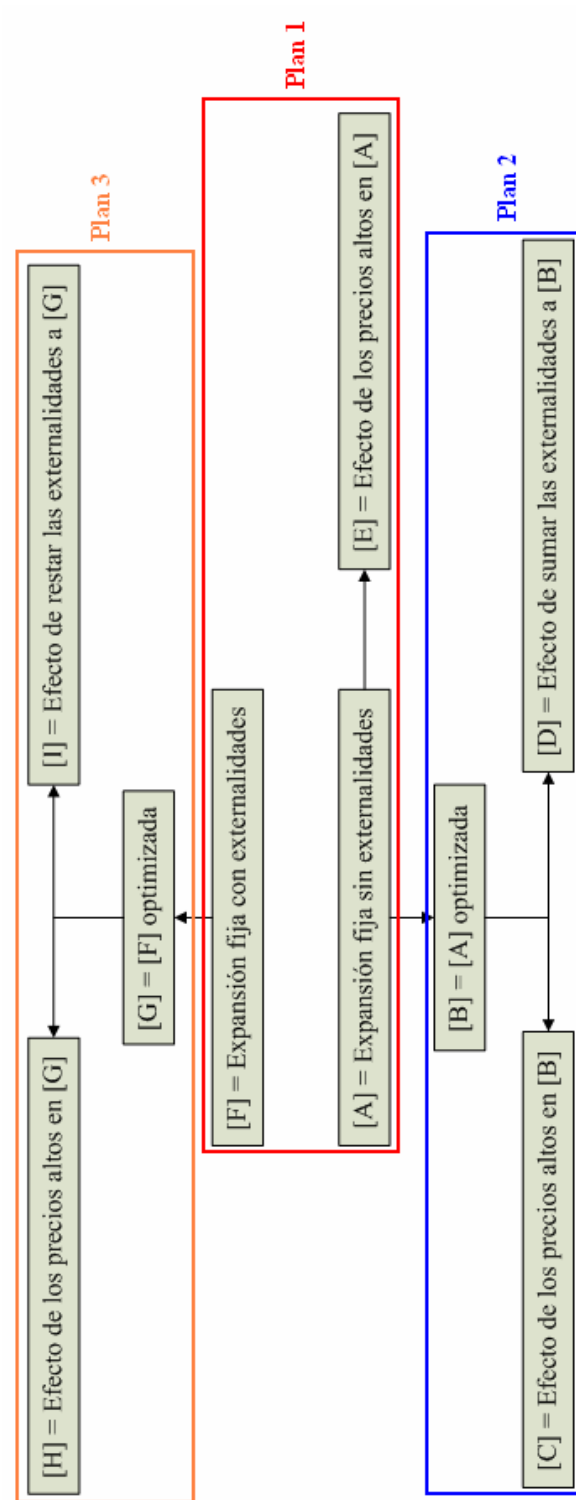 Plan 3
[H] = Efecto de los precios altos en [G]
[I] = Efecto de restar las externalidades a [G]
[G] = [F] optimizada
Plan 1
[F] = Expansión fija con externalidades
[A] = Expansión fija sin externalidades
[E] = Efecto de los precios altos en [A]
Plan 2
[B] = [A] optimizada
[C] = Efecto de los precios altos en [B]
[D] = Efecto de sumar las externalidades a [B]